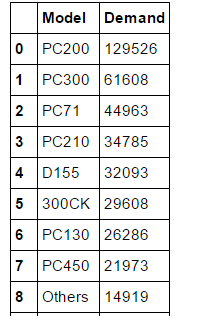 Model Demand
0 PC200 129526
1 PC300 61608
2 PC71 44963
3 PC210 34785
4 D155 32093
5 300CK 29608
6 PC130 26286
7 PC450 21973
8 Others 14919